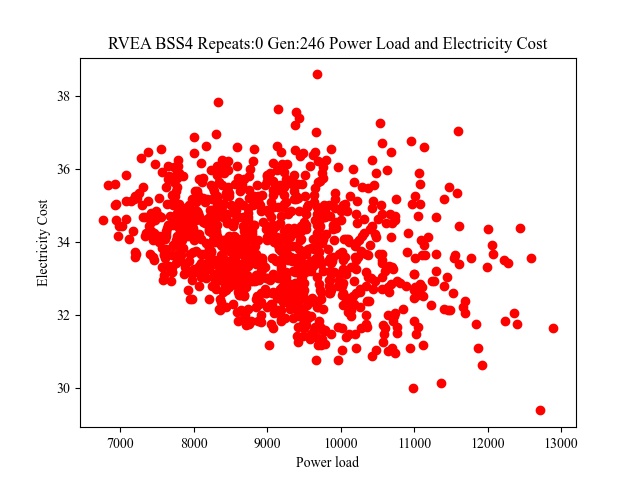 RVEA BSS4 Repeats:0 Gen:246 Power Load and Electricity Cost
Electricity Cost
38
36
34
32
30
7000 8000 9000 10000 11000 12000 13000
Power load